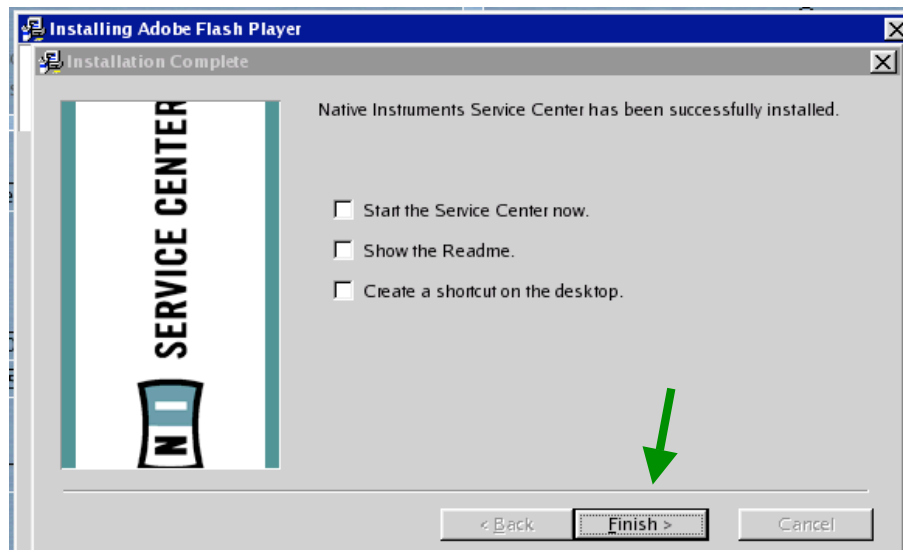 Installing Adobe Flash Player
Installation Complete
Native Instruments Service Center has been successfully installed.
SERVICE CENTER
NI
Start the Service Center now.
Show the Readme.
Create a shortcut on the desktop.
< Back
Finish >
Cancel